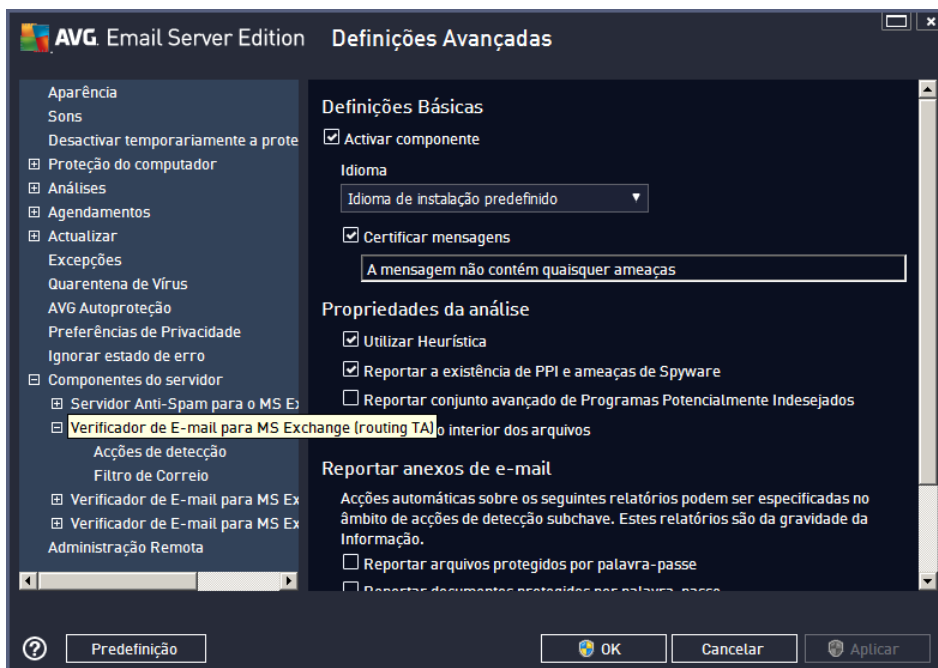 AVG. Email Server Edition Definições Avançadas
Aparência
Sons
Desactivar temporariamente a prote
Proteção do computador
Análises
Agendamentos
Actualizar
Excepções
Quarentena de Vírus
AVG Autoproteção
Preferências de Privacidade
Ignorar estado de erro
Componentes do servidor
Servidor Anti-Spam para o MS Ex
Verificador de E-mail para MS Exchange (routing TA)
Acções de detecção
Filtro de Correio
Verificador de E-mail para MS Ex
Verificador de E-mail para MS Ex
Administração Remota
Definições Básicas
Activar componente
Idioma
Idioma de instalação predefinido
Certificar mensagens
A mensagem não contém quaisquer ameaças
Propriedades da análise
Utilizar Heurística
Reportar a existência de PPI e ameaças de Spyware
Reportar conjunto avançado de Programas Potencialmente Indesejados
o interior dos arquivos
Reportar anexos de e-mail
Acções automáticas sobre os seguintes relatórios podem ser especificadas no
âmbito de acções de detecção subchave. Estes relatórios são da gravidade da
Informação.
Reportar arquivos protegidos por palavra-passe
Reportar documentos protegidos por palavra-passe
? Predefinição OK Cancelar Aplicar